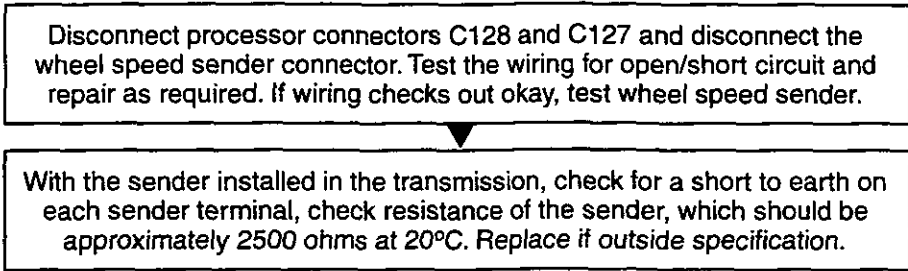 Disconnect processor connectors C128 and C127 and disconnect the
wheel speed sender connector. Test the wiring for open/short circuit and
repair as required. If wiring checks out okay, test wheel speed sender.
With the sender installed in the transmission, check for a short to earth on
each sender terminal, check resistance of the sender, which should be
approximately 2500 ohms at 20ºC. Replace if outside specification.